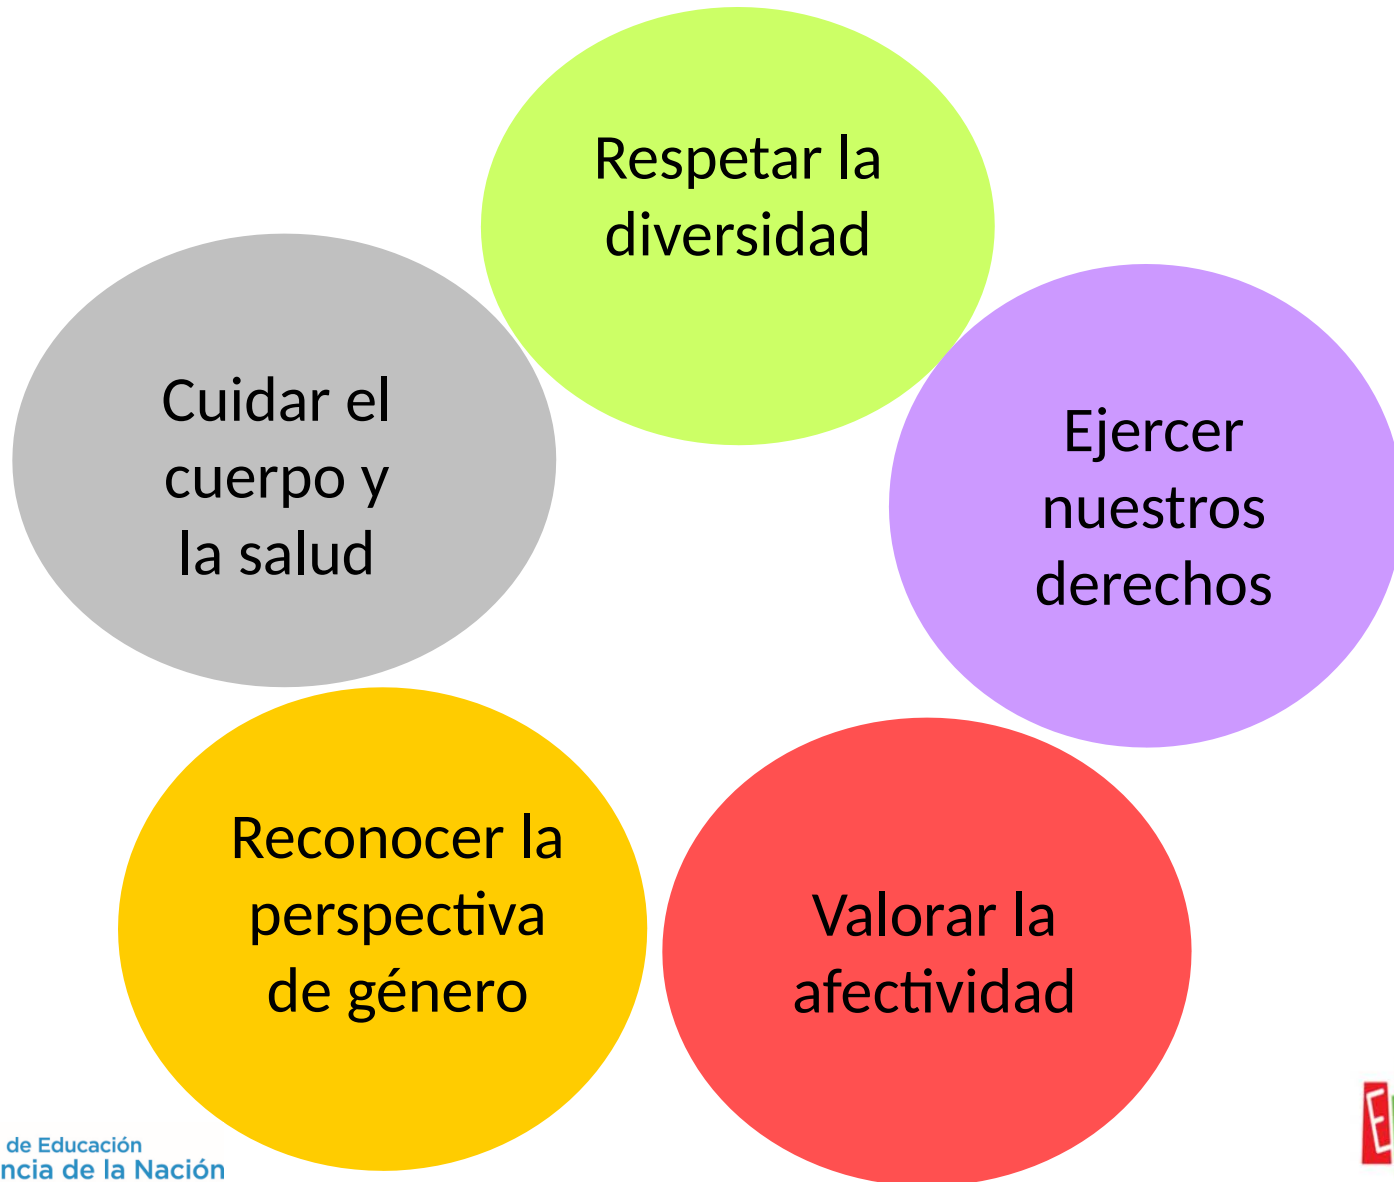 Respetar la
diversidad
Cuidar el
cuerpo y
la salud
Ejercer
nuestros
derechos
Reconocer la
perspectiva
de género
Valorar la
afectividad
de Educación
ncia de la Nación
E